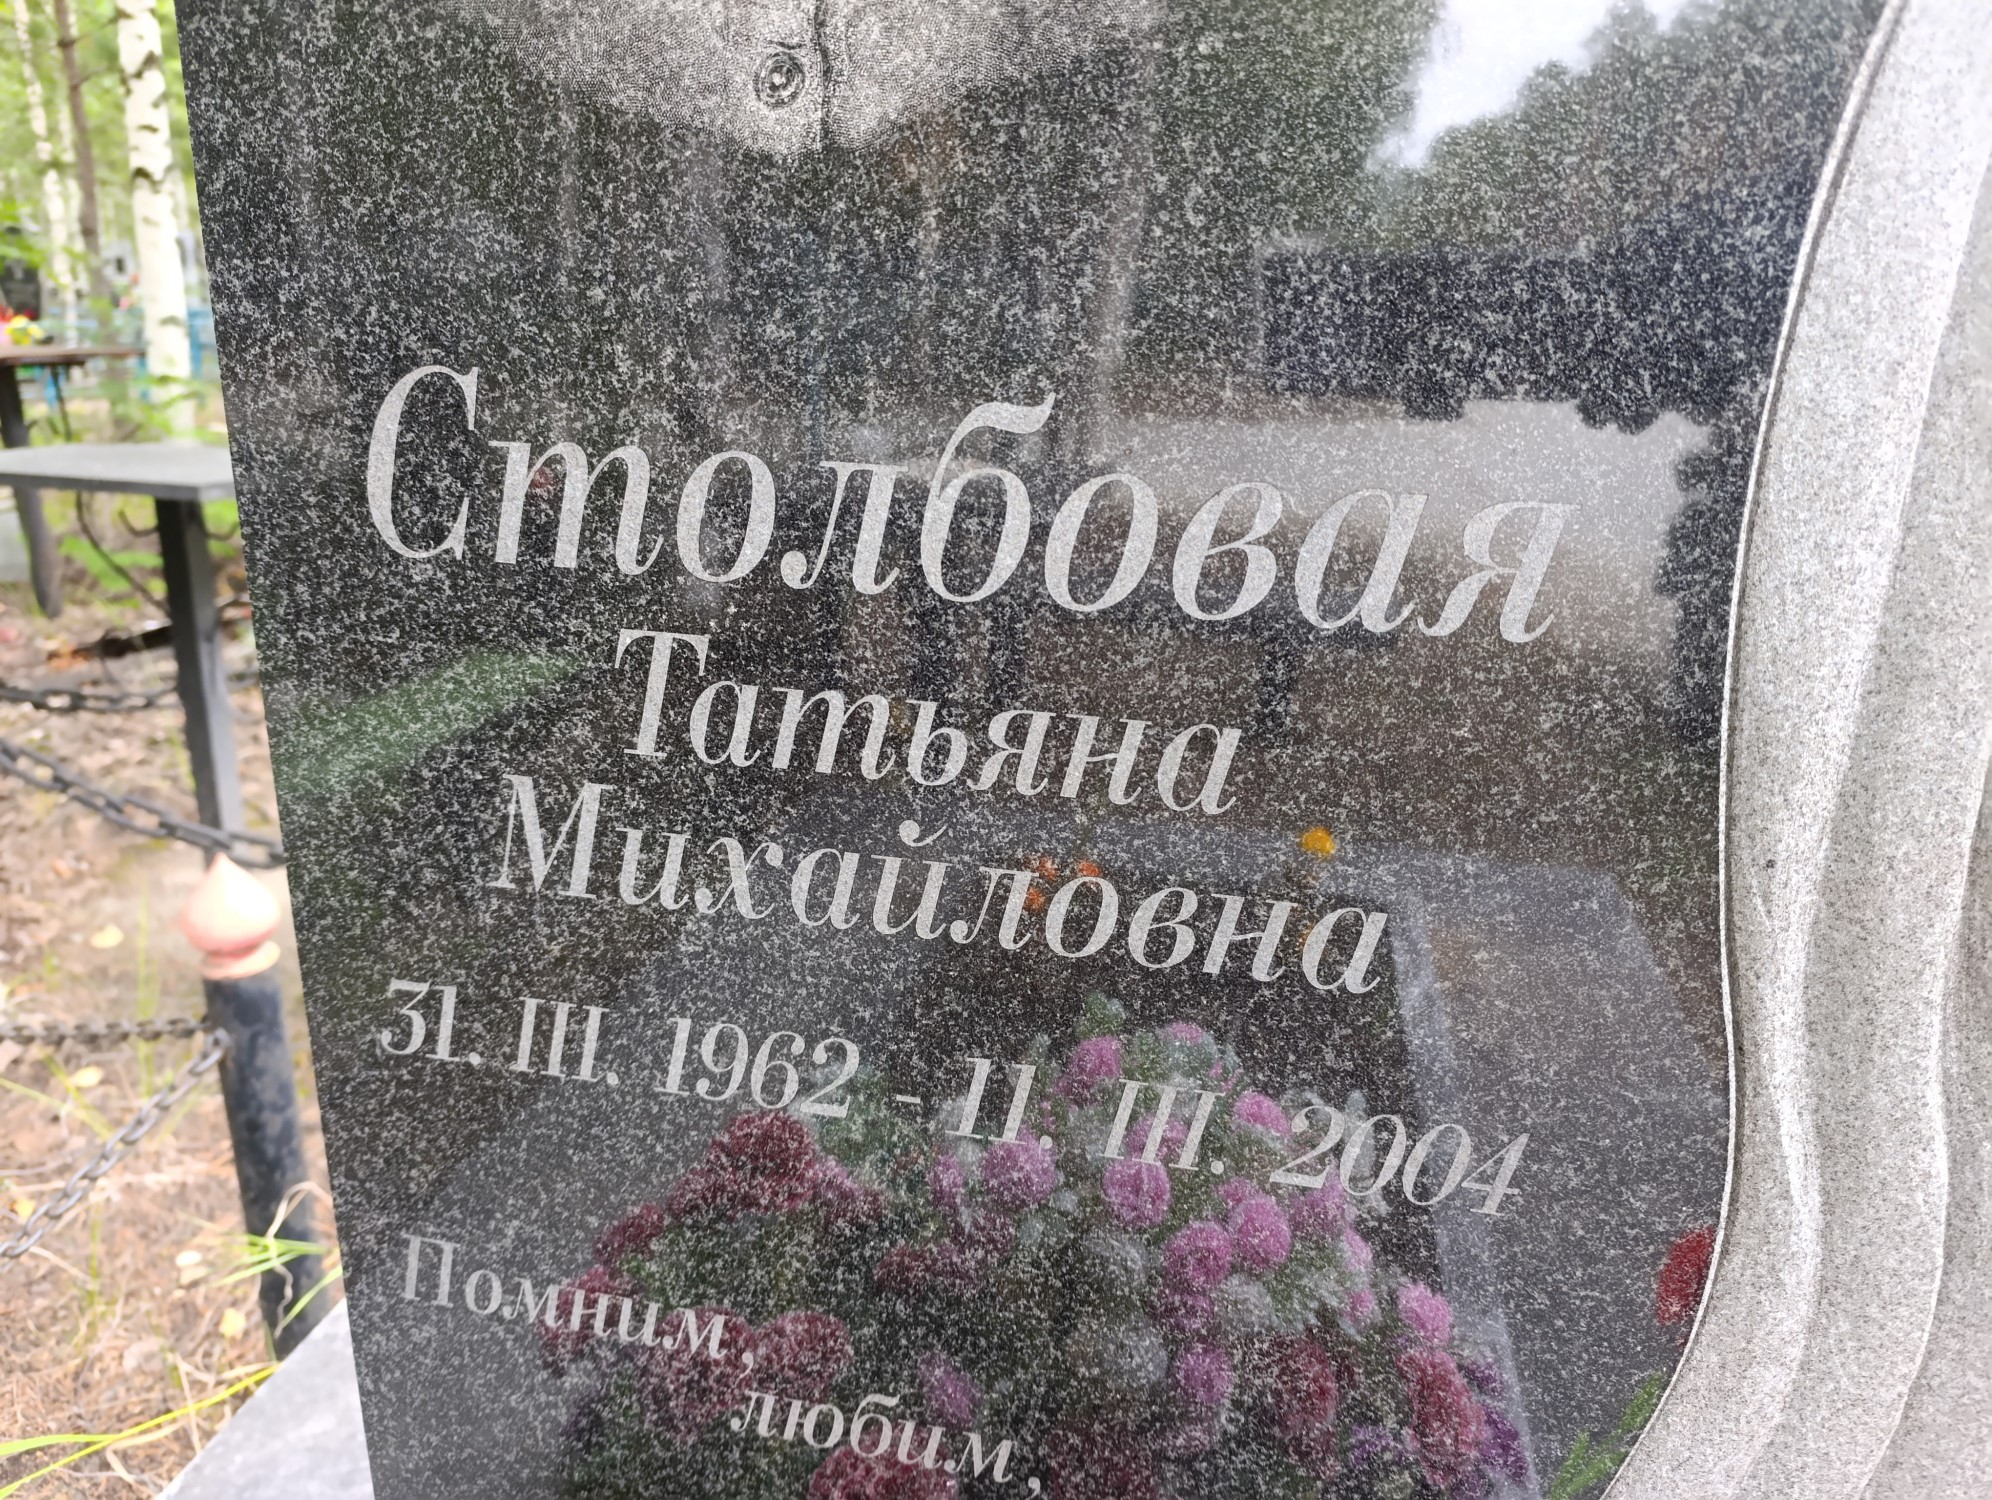 Столбовая
Татьяна
Михайловна
31. III. 1962 - 11. III. 2004
Помним,
любим,